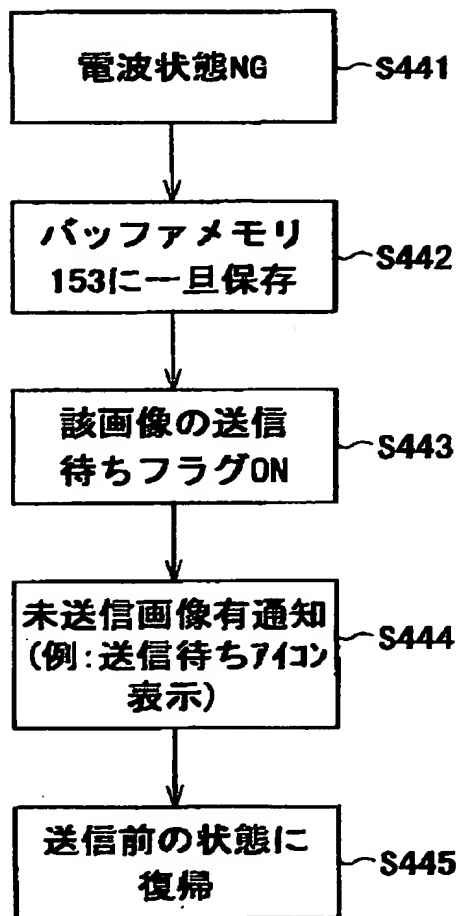 電波状態NG
S441
バッファメモリ
153に一旦保存
S442
該画像の送信
待ちフラグON
S443
未送信画像有通知
(例:送信待ちｱｲｺﾝ
表示)
S444
送信前の状態に
復帰
S445